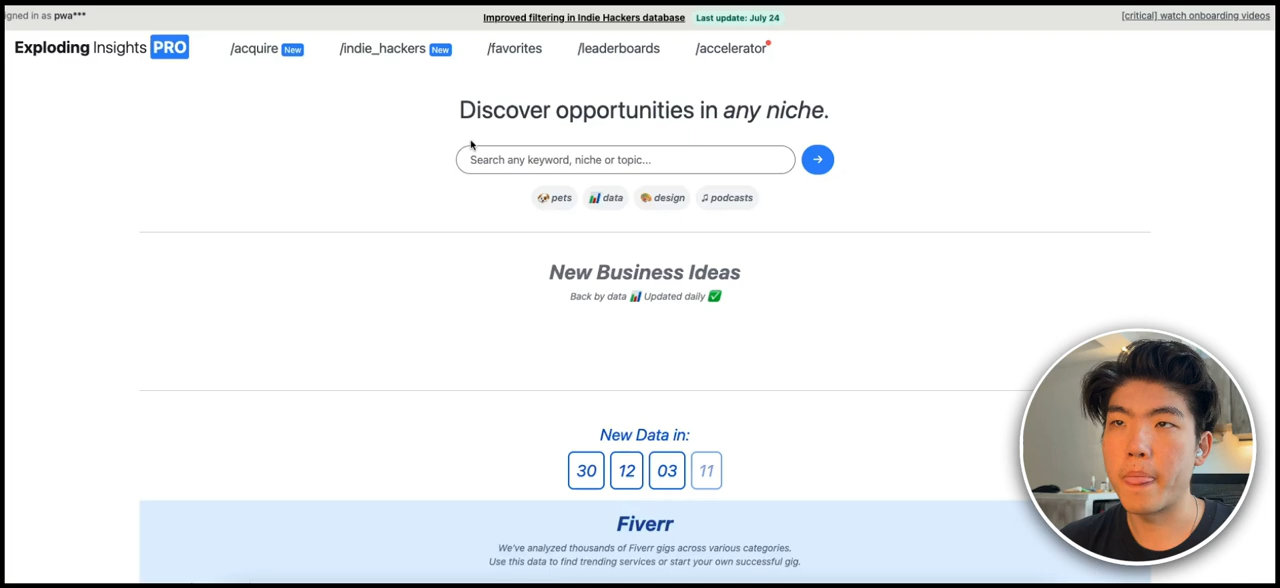 igned in as pwa***
Improved filtering in Indie Hackers database Last update: July 24
[critical] watch onboarding videos
Exploding Insights PRO
/acquire New
/indie_hackers New
/favorites
/leaderboards
/accelerator
Discover opportunities in any niche.
Search any keyword, niche or topic...
pets
data
design
podcasts
New Business Ideas
Back by data Updated daily
New Data in:
30 12 03 11
Fiverr
We've analyzed thousands of Fiverr gigs across various categories.
Use this data to find trending services or start your own successful gig.